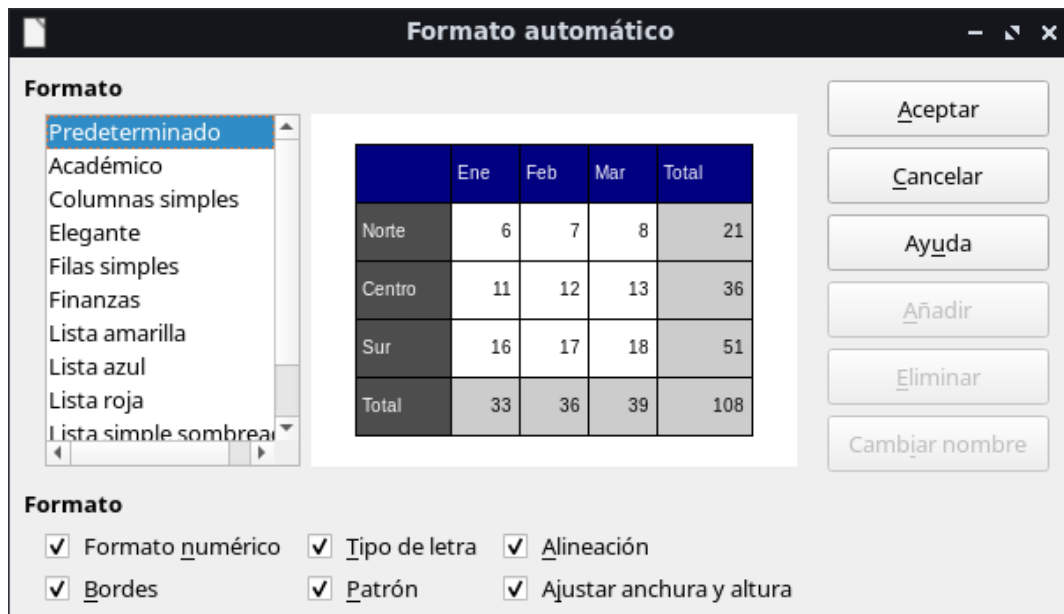 Formato automático
Formato
Predeterminado
Académico
Columnas simples
Elegante
Filas simples
Finanzas
Lista amarilla
Lista azul
Lista roja
Lista simple
Ene Feb Mar Total
Norte 6 7 8 21
Centro 11 12 13 36
Sur 16 17 18 51
Total 33 36 39 108
Aceptar
Cancelar
Ayuda
Añadir
Eliminar
Cambiar nombre
Formato
Formato numérico Tipo de letra Alineación
Bordes Patrón Ajustar anchura y altura